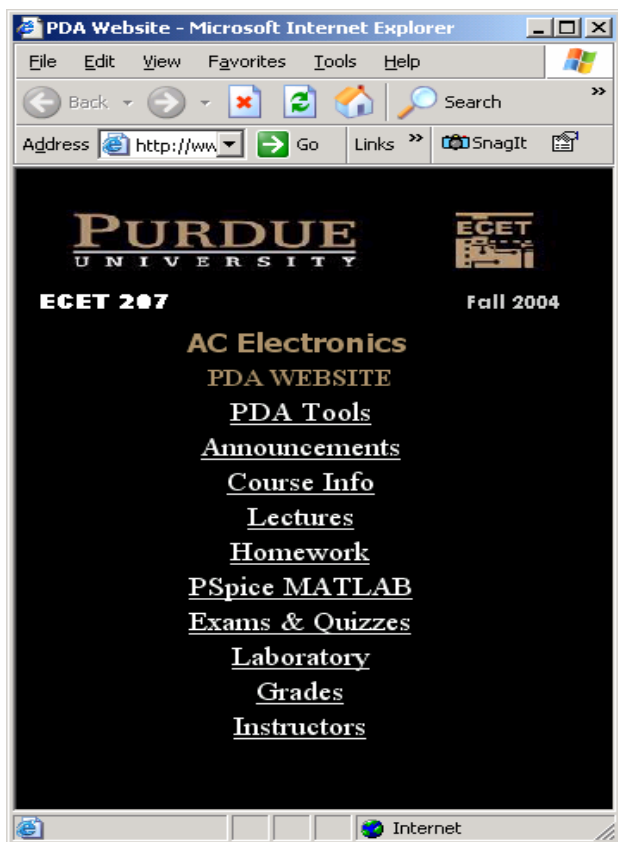 PDA Website - Microsoft Internet Explorer
File Edit View Favorites Tools Help
Back Search »
Address http://ww Go Links » SnagIt
PURDUE
UNIVERSITY
ECET
ECET 207 Fall 2004
AC Electronics
PDA WEBSITE
PDA Tools
Announcements
Course Info
Lectures
Homework
PSpice MATLAB
Exams & Quizzes
Laboratory
Grades
Instructors
Internet